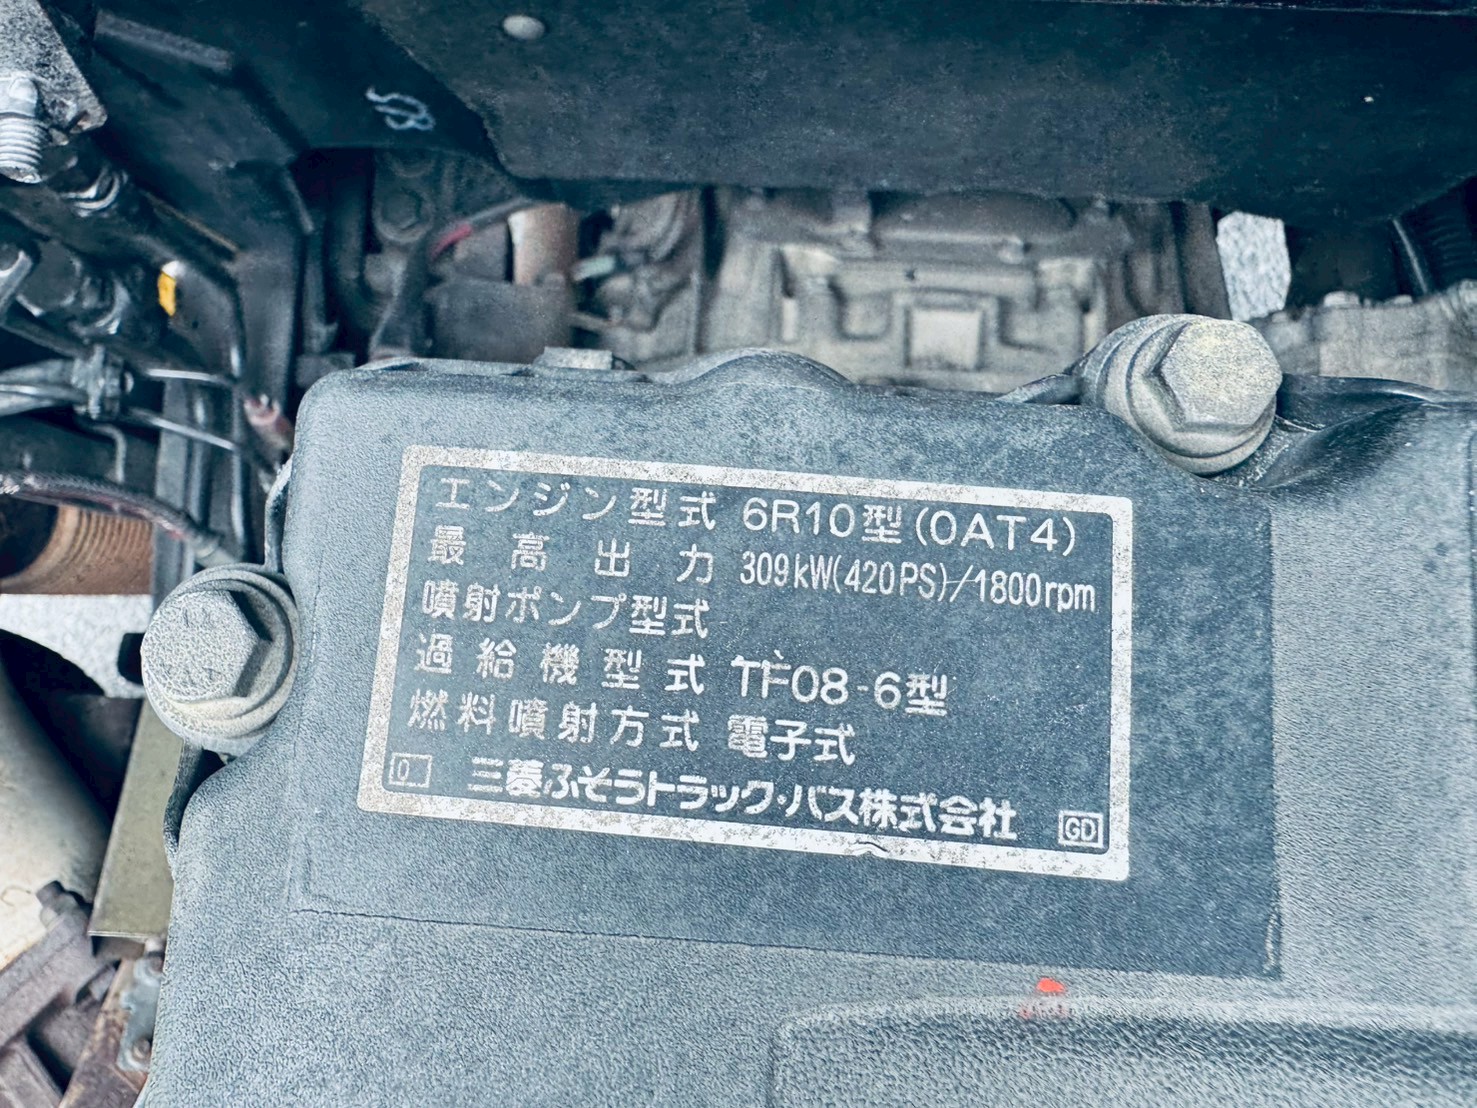 エンジン型式 6R10型(0AT4)
最高出力 309kW(420PS)/1800rpm
噴射ポンプ型式
過給機型式 TF08-6型
燃料噴射方式 電子式
0 三菱ふそうトラック・バス株式会社 GD